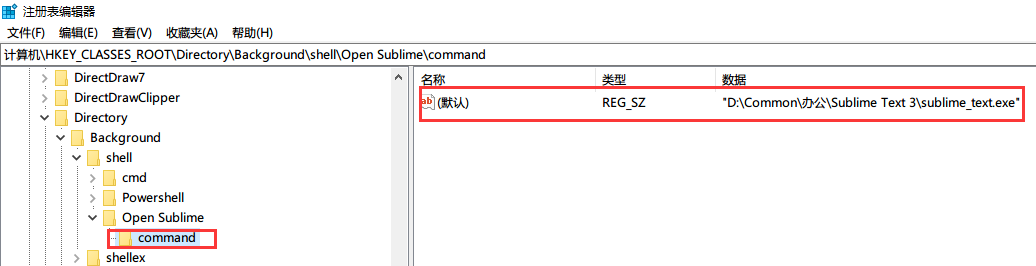 注册表编辑器
文件(F) 编辑(E) 查看(V) 收藏夹(A) 帮助(H)
计算机\HKEY_CLASSES_ROOT\Directory\Background\shell\Open Sublime\command
DirectDraw7
DirectDrawClipper
Directory
Background
shell
cmd
Powershell
Open Sublime
command
shellex
名称 类型 数据
ab (默认) REG_SZ "D:\Common\办公\Sublime Text 3\sublime_text.exe"